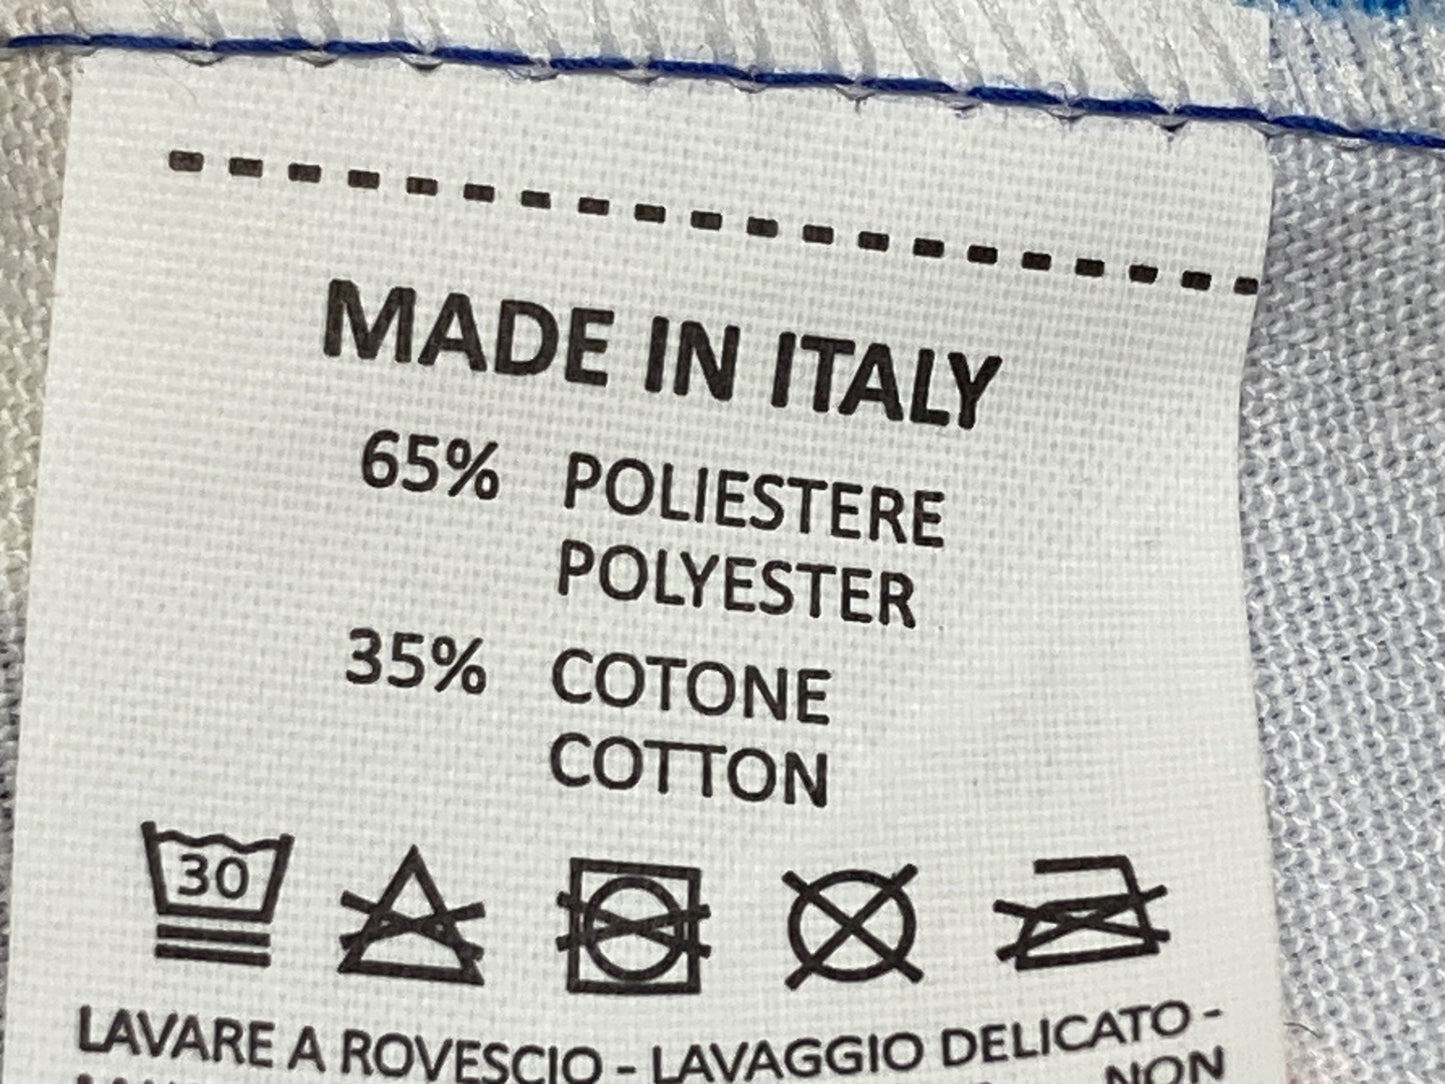 MADE IN ITALY
65% POLIESTERE
POLYESTER
35% COTONE
COTTON
30
LAVARE A ROVESCIO - LAVAGGIO DELICATO -
NON